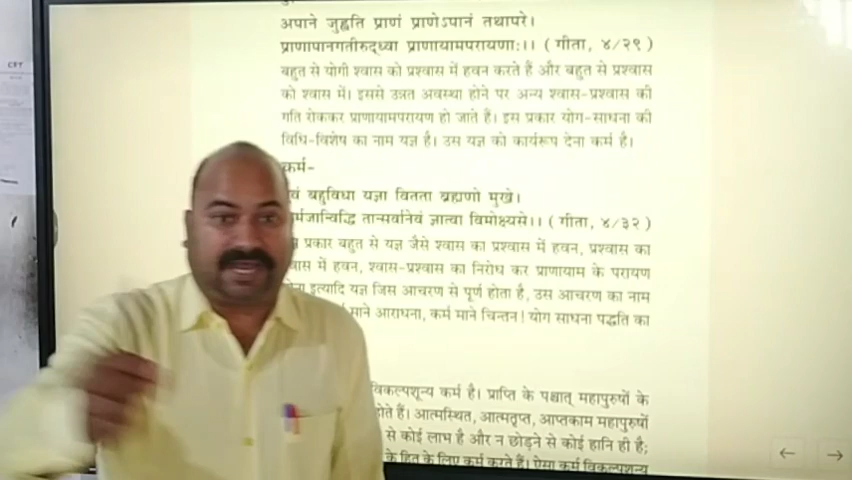 अपाने जुह्वति प्राणं प्राणेऽपानं तथापरे।
प्राणापानगतीरुद्ध्वा प्राणायामपरायणाः।। ( गीता, ४/२९ )
बहुत से योगी श्वास को प्रश्वास में हवन करते हैं और बहुत से प्रश्वास
को श्वास में। इससे उन्नत अवस्था होने पर अन्य श्वास-प्रश्वास की
गति रोककर प्राणायामपरायण हो जाते हैं। इस प्रकार योग-साधना की
विधि-विशेष का नाम यज्ञ है। उस यज्ञ को कार्यरूप देना कर्म है।
कर्म-
वं बहुविधा यज्ञा वितता ब्रह्मणो मुखे।
र्मजान्विद्धि तान्सर्वानेवं ज्ञात्वा विमोक्ष्यसे।। ( गीता, ४/३२ )
प्रकार बहुत से यज्ञ जैसे श्वास का प्रश्वास में हवन, प्रश्वास का
वास में हवन, श्वास-प्रश्वास का निरोध कर प्राणायाम के परायण
इत्यादि यज्ञ जिस आचरण से पूर्ण होता है, उस आचरण का नाम
माने आराधना, कर्म माने चिन्तन! योग साधना पद्धति का
विकल्पशून्य कर्म है। प्राप्ति के पश्चात् महापुरुषों के
होते हैं। आत्मस्थित, आत्मतृप्त, आप्तकाम महापुरुषों
से कोई लाभ है और न छोड़ने से कोई हानि ही है;
के हित के लिए कर्म करते हैं। ऐसा कर्म विकल्पशून्य